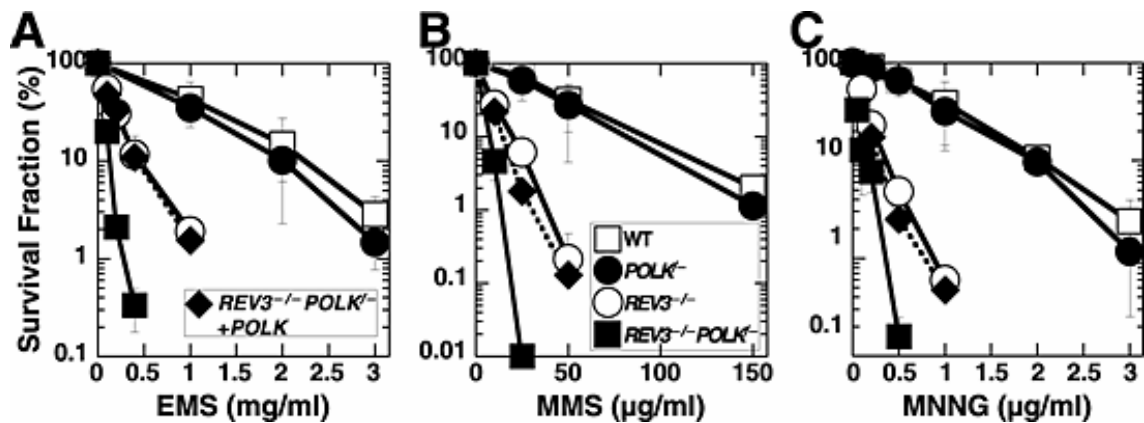 A
B
C
Survival Fraction (%)
100
10
1
0.1
0 0.5 1 1.5 2 2.5 3
EMS (mg/ml)
REV3⁻/⁻ POLK/⁻
+POLK
100
10
1
0.1
0.01
0 50 100 150
MMS (µg/ml)
WT
POLK/⁻
REV3⁻/⁻
REV3⁻/⁻ POLK/⁻
100
10
1
0.1
0 0.5 1 1.5 2 2.5 3
MNNG (µg/ml)